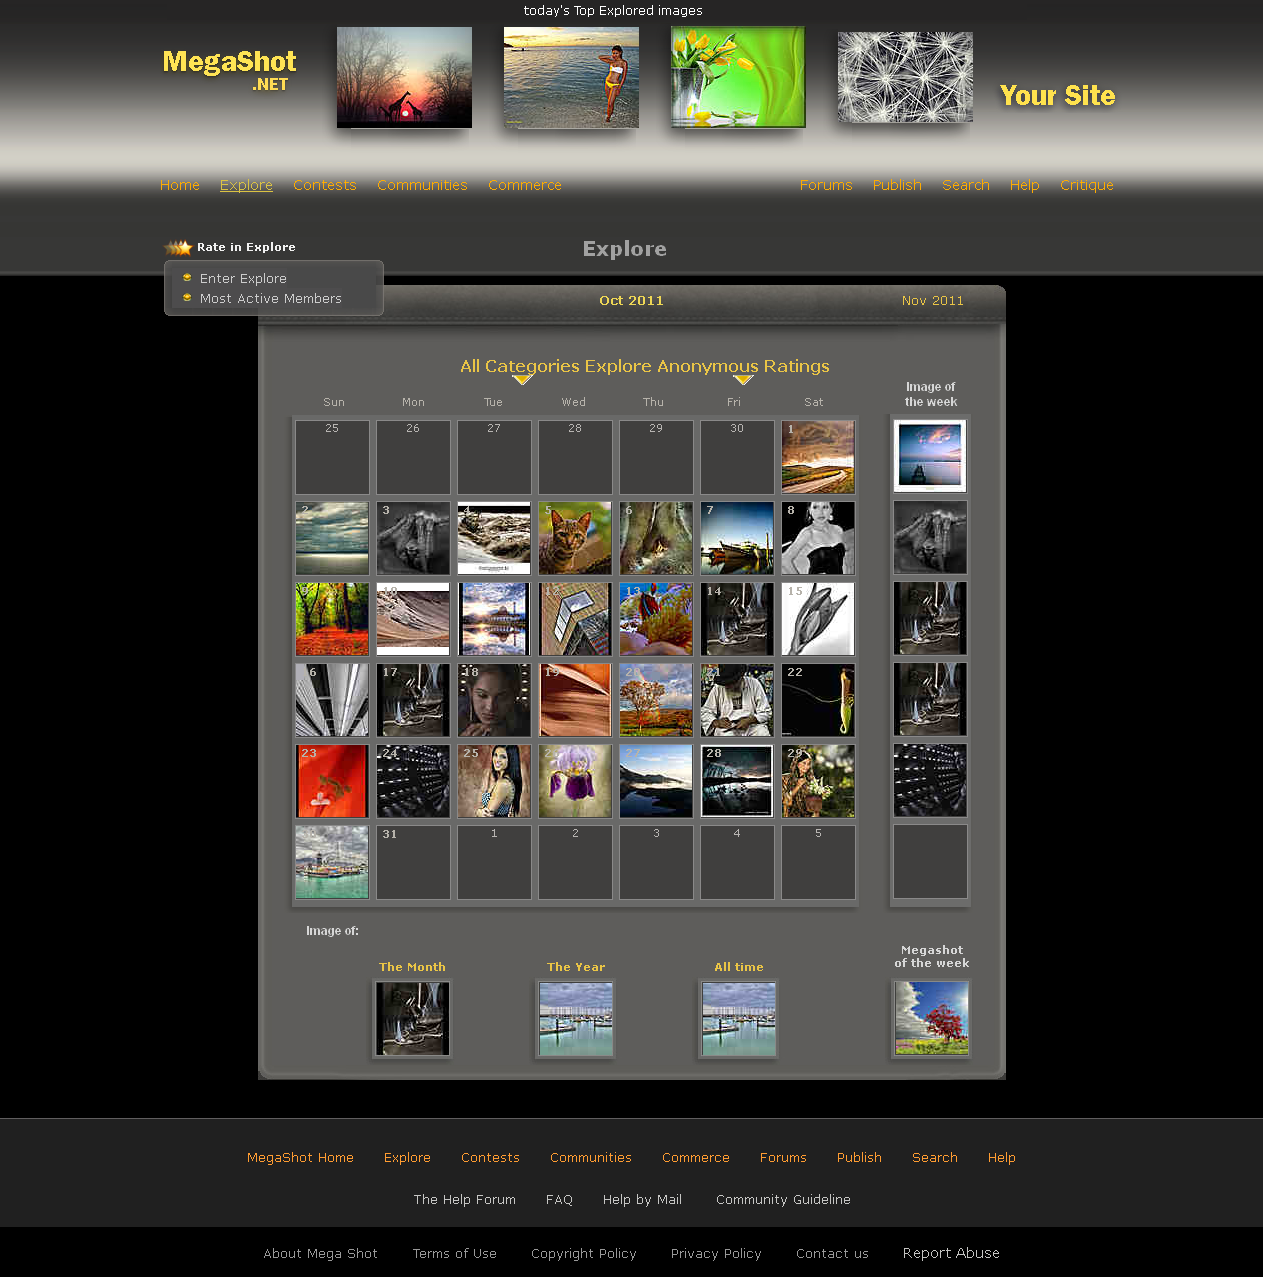 today's Top Explored images
MegaShot
.NET
Your Site
Home Explore Contests Communities Commerce Forums Publish Search Help Critique
Rate in Explore
Explore
Enter Explore
Most Active Members
Oct 2011 Nov 2011
All Categories Explore Anonymous Ratings
Image of
the week
Sun Mon Tue Wed Thu Fri Sat
25 26 27 28 29 30 1
2 3 4 5 6 7 8
9 10 12 13 14 15
16 17 18 19 20 21 22
23 24 25 27 28 29
31 1 2 3 4 5
Image of:
The Month The Year All time
Megashot
of the week
MegaShot Home Explore Contests Communities Commerce Forums Publish Search Help
The Help Forum FAQ Help by Mail Community Guideline
About Mega Shot Terms of Use Copyright Policy Privacy Policy Contact us Report Abuse